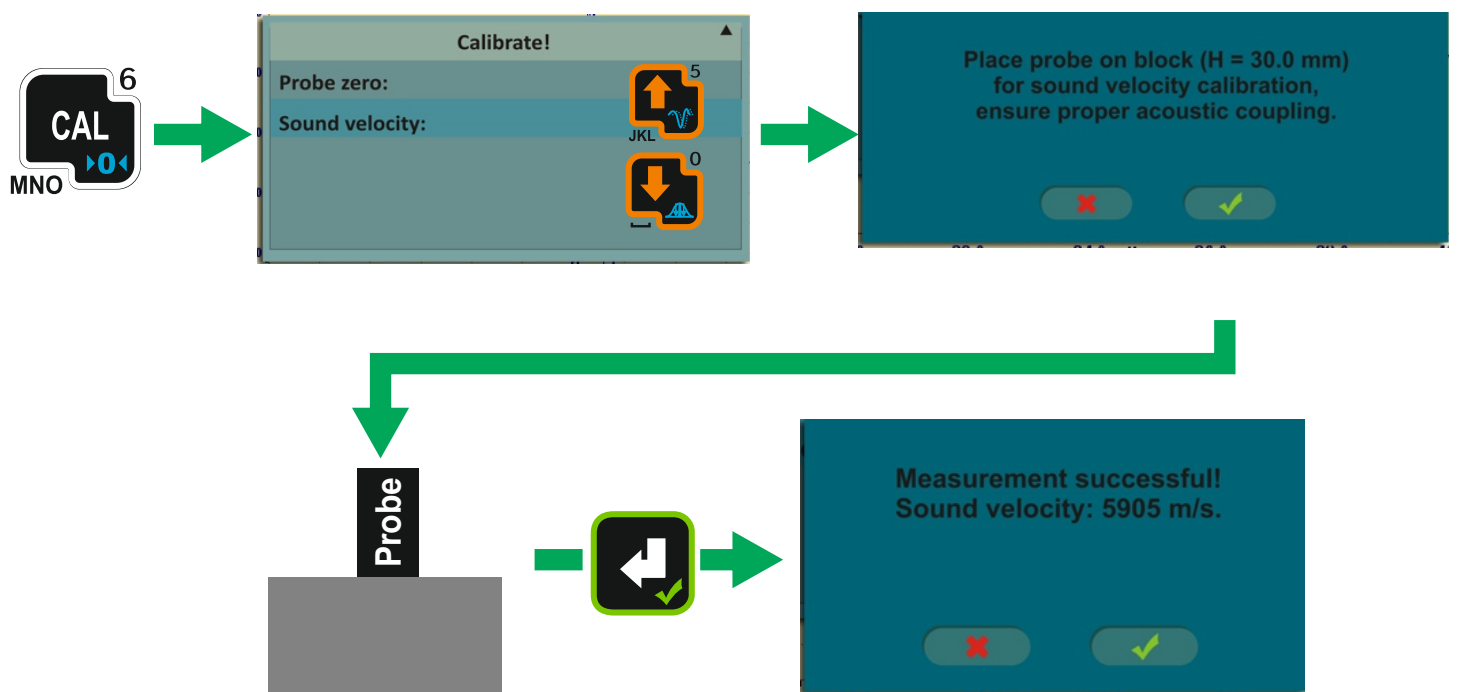 6
CAL
0
MNO
Calibrate!
Probe zero:
Sound velocity:
5
JKL
0
Place probe on block (H = 30.0 mm)
for sound velocity calibration,
ensure proper acoustic coupling.
Probe
Measurement successful!
Sound velocity: 5905 m/s.